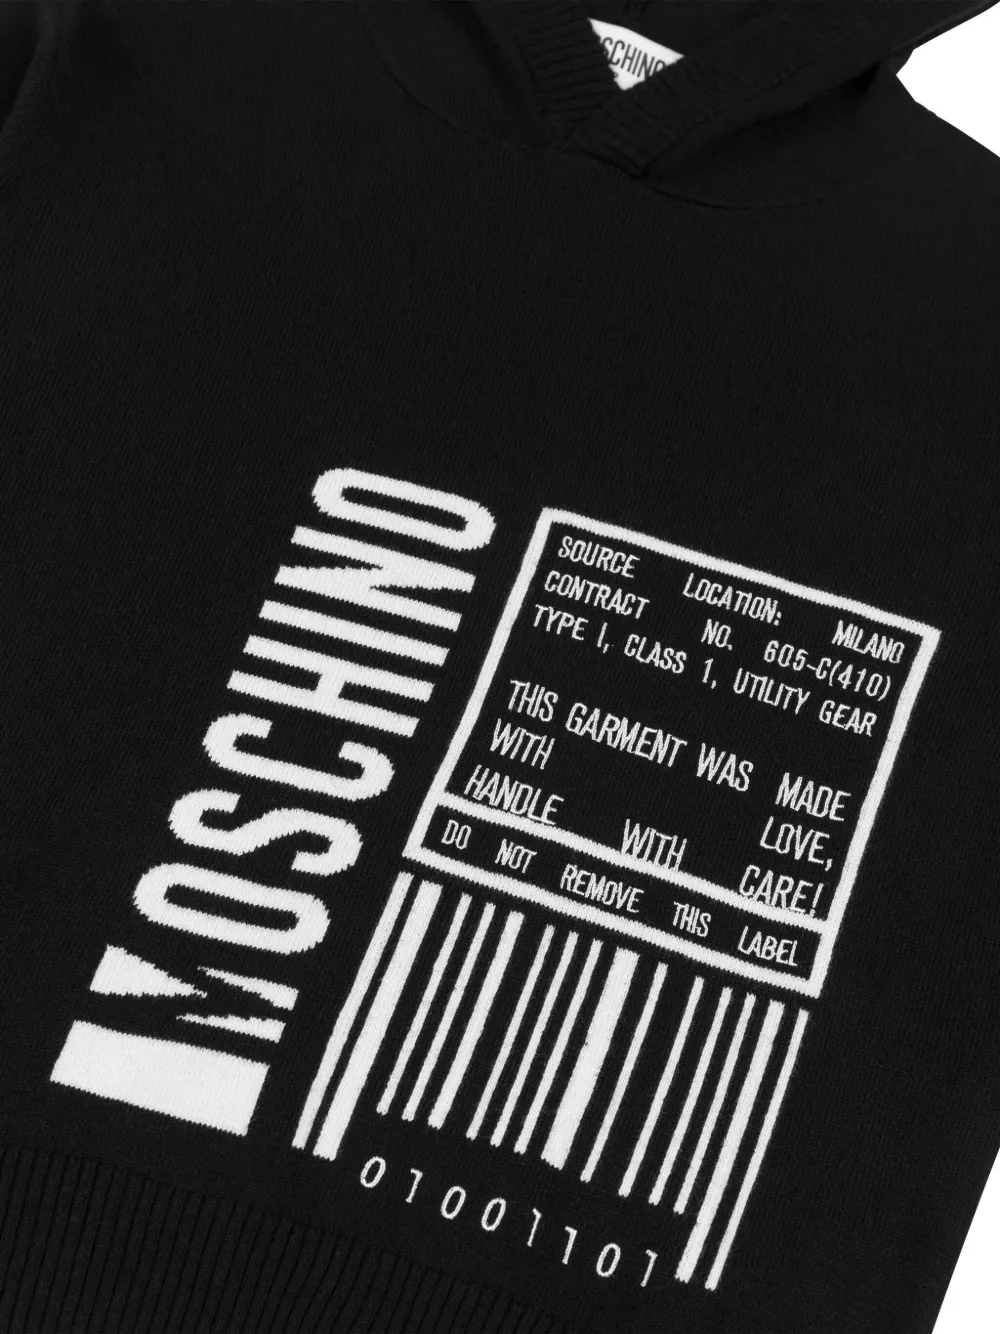 MOSCHINO
MOSCHINO
SOURCE LOCATION: MILANO
CONTRACT NO. 605-C(410)
TYPE I, CLASS 1, UTILITY GEAR
THIS GARMENT WAS MADE
WITH LOVE,
HANDLE WITH CARE!
DO NOT REMOVE THIS LABEL
01001101